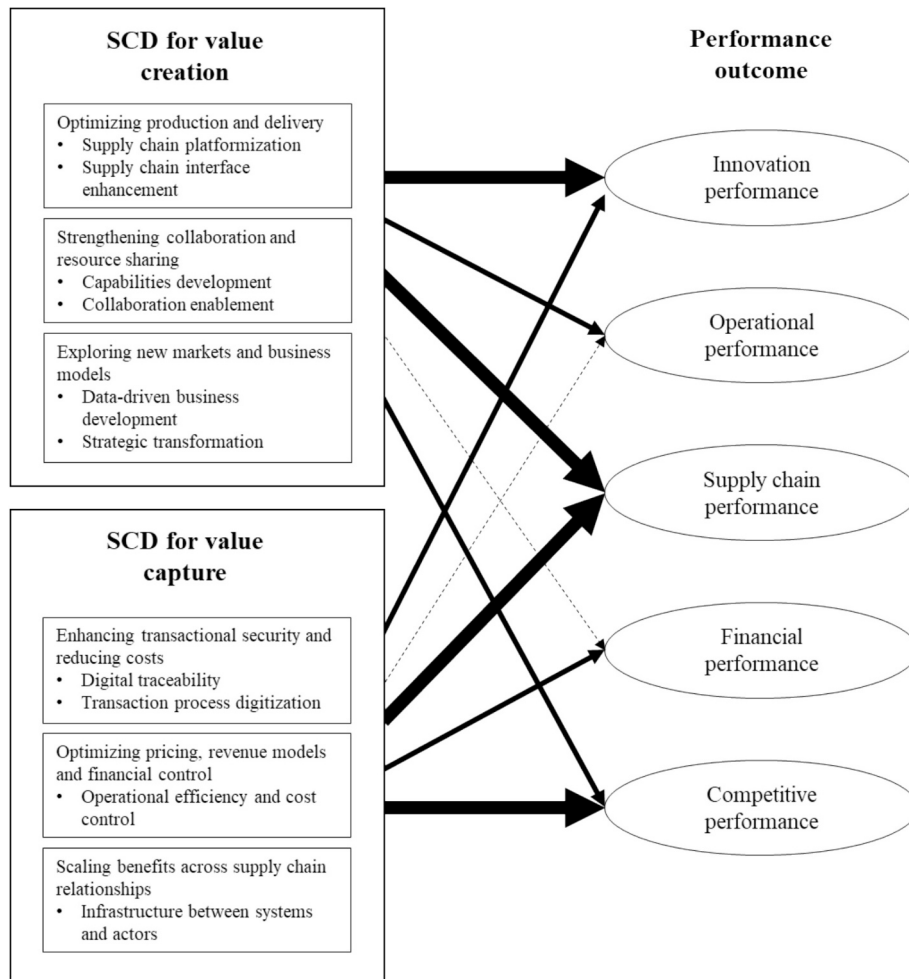 SCD for value
creation
Optimizing production and delivery
• Supply chain platformization
• Supply chain interface
enhancement
Strengthening collaboration and
resource sharing
• Capabilities development
• Collaboration enablement
Exploring new markets and business
models
• Data-driven business
development
• Strategic transformation
SCD for value
capture
Enhancing transactional security and
reducing costs
• Digital traceability
• Transaction process digitization
Optimizing pricing, revenue models
and financial control
• Operational efficiency and cost
control
Scaling benefits across supply chain
relationships
• Infrastructure between systems
and actors
Performance
outcome
Innovation
performance
Operational
performance
Supply chain
performance
Financial
performance
Competitive
performance